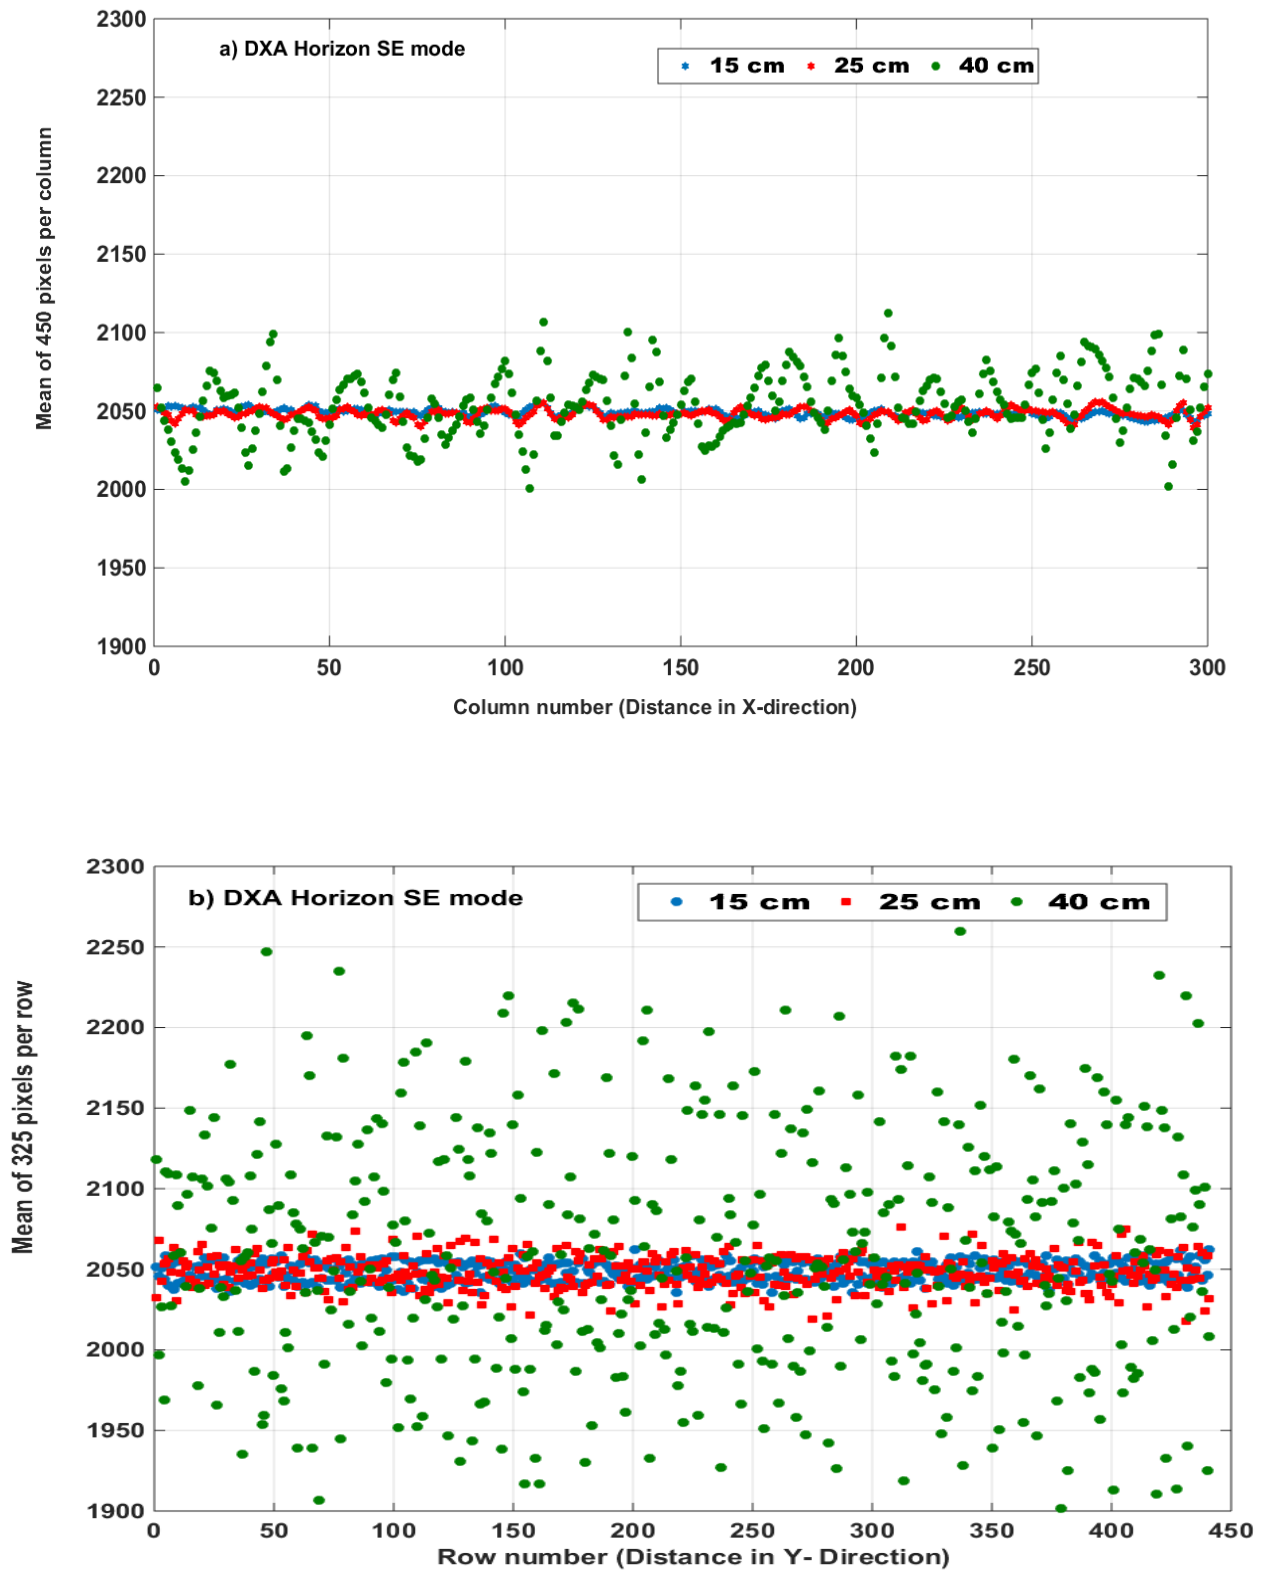 2300
a) DXA Horizon SE mode
15 cm 25 cm 40 cm
2250
2200
2150
2100
2050
2000
1950
1900
Mean of 450 pixels per column
0 50 100 150 200 250 300
Column number (Distance in X-direction)
2300
b) DXA Horizon SE mode
15 cm 25 cm 40 cm
2250
2200
2150
2100
2050
2000
1950
1900
Mean of 325 pixels per row
0 50 100 150 200 250 300 350 400 450
Row number (Distance in Y- Direction)